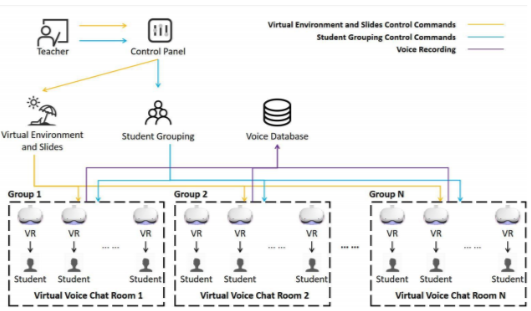 Virtual Environment and Slides Control Commands
Student Grouping Control Commands
Voice Recording
Teacher
Control Panel
Virtual Environment
and Slides
Student Grouping
Voice Database
Group 1
Group 2
Group N
VR VR ... ... VR
VR VR ... ... VR
... ...
VR VR ... ... VR
Student Student Student
Student Student Student
Student Student Student
Virtual Voice Chat Room 1
Virtual Voice Chat Room 2
Virtual Voice Chat Room N